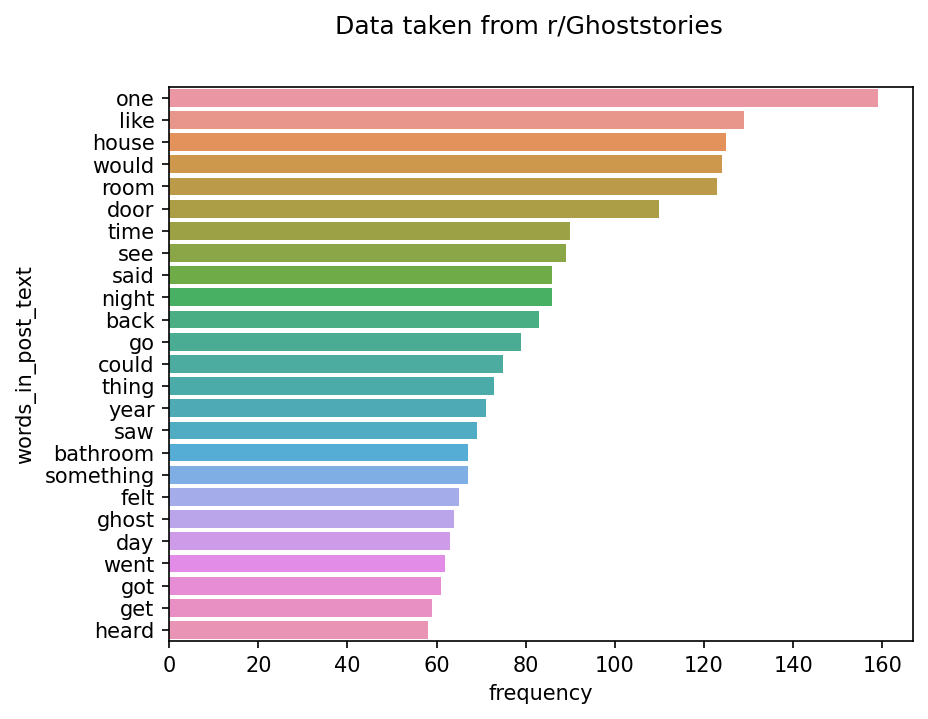 Data taken from r/Ghoststories
one
like
house
would
room
door
time
see
said
night
back
go
could
thing
year
saw
bathroom
something
felt
ghost
day
went
got
get
heard
words_in_post_text
0 20 40 60 80 100 120 140 160
frequency